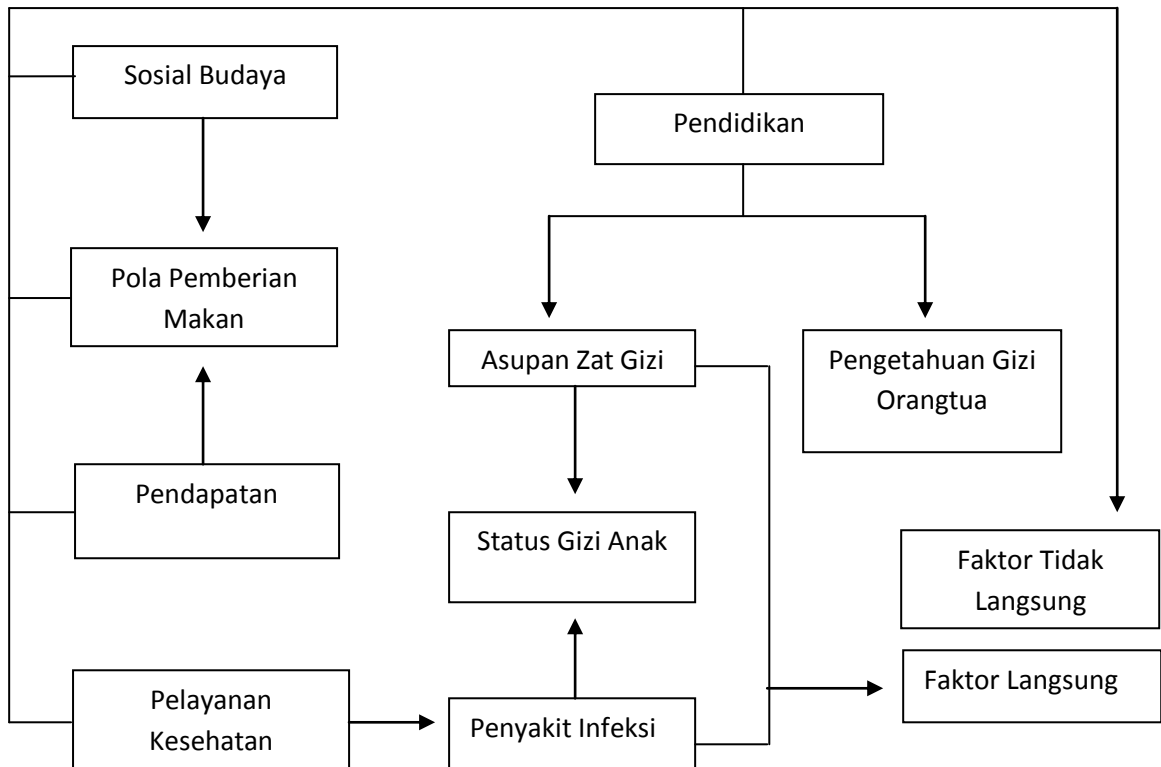 Sosial Budaya
Pendidikan
Pola Pemberian
Makan
Asupan Zat Gizi
Pengetahuan Gizi
Orangtua
Pendapatan
Status Gizi Anak
Faktor Tidak
Langsung
Pelayanan
Kesehatan
Penyakit Infeksi
Faktor Langsung